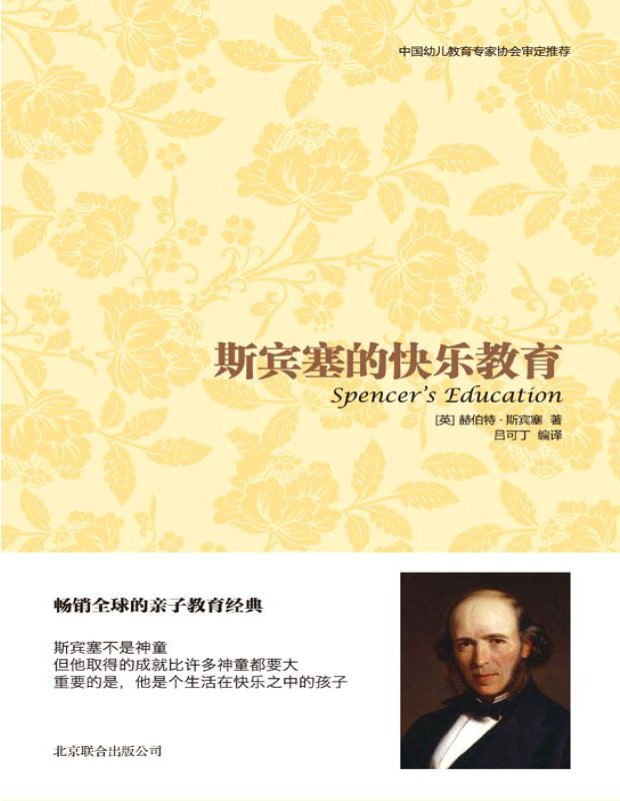 中国幼儿教育专家协会审定推荐
斯宾塞的快乐教育
Spencer's Education
[英] 赫伯特·斯宾塞 著
吕可丁 编译
畅销全球的亲子教育经典
斯宾塞不是神童
但他取得的成就比许多神童都要大
重要的是，他是个生活在快乐之中的孩子
北京联合出版公司